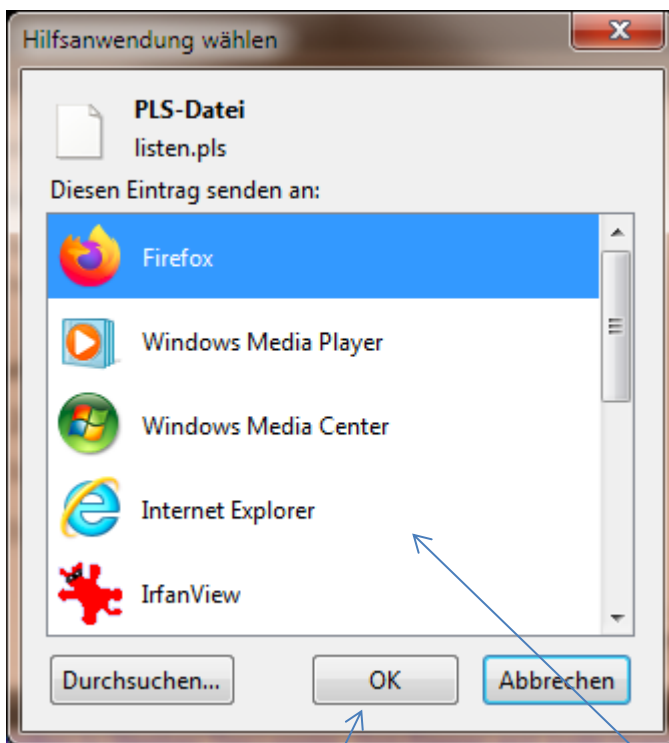 Hilfsanwendung wählen
PLS-Datei
listen.pls
Diesen Eintrag senden an:
Firefox
Windows Media Player
Windows Media Center
Internet Explorer
IrfanView
Durchsuchen... OK Abbrechen